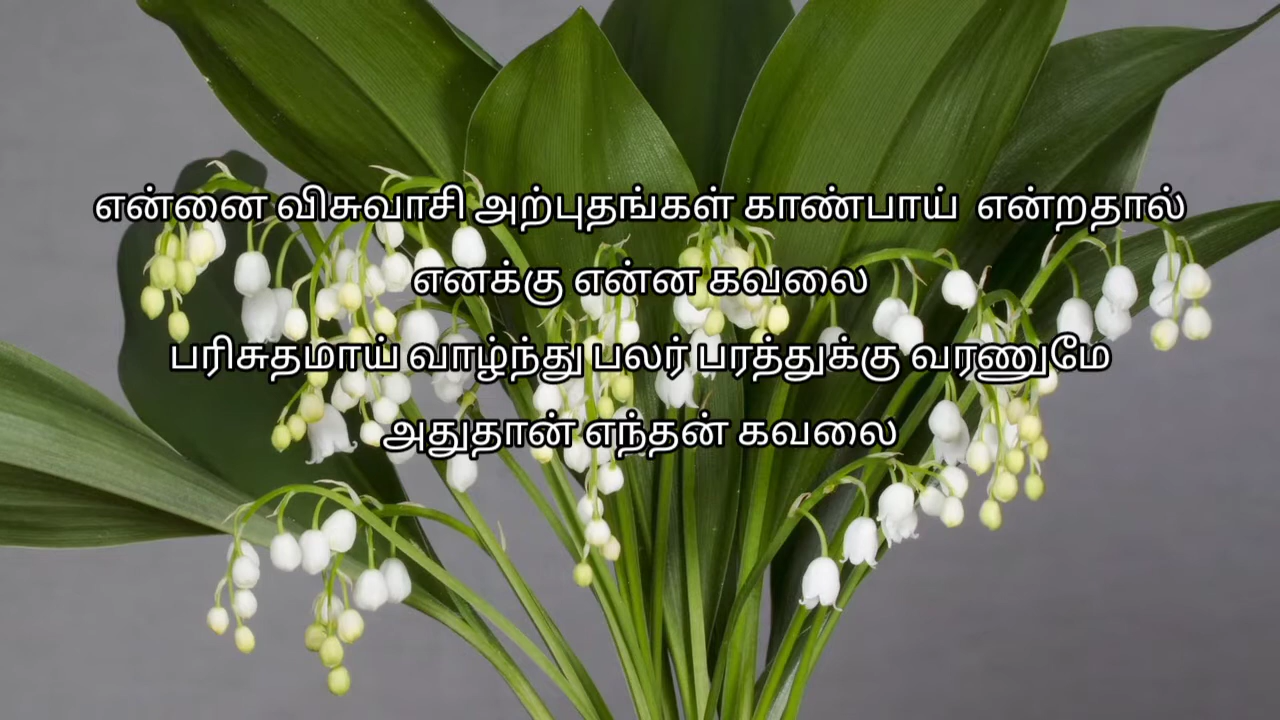 என்னை விசுவாசி அற்புதங்கள் காண்பாய் என்றதால்
எனக்கு என்ன கவலை
பரிசுதமாய் வாழ்ந்து பலர் பரத்துக்கு வரணுமே
அதுதான் எந்தன் கவலை